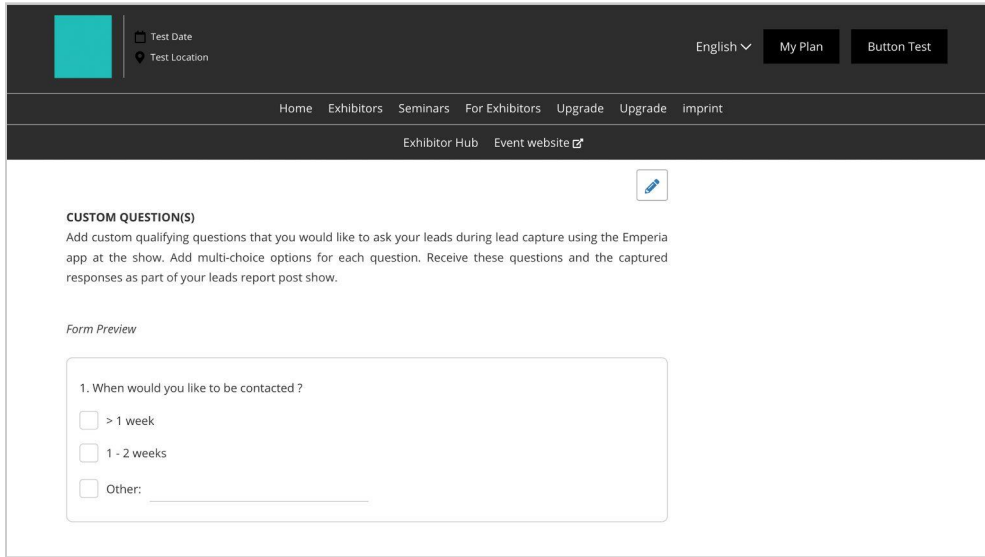 Test Date
Test Location
English
My Plan
Button Test
Home Exhibitors Seminars For Exhibitors Upgrade Upgrade imprint
Exhibitor Hub Event website
CUSTOM QUESTION(S)
Add custom qualifying questions that you would like to ask your leads during lead capture using the Emperia
app at the show. Add multi-choice options for each question. Receive these questions and the captured
responses as part of your leads report post show.
Form Preview
1. When would you like to be contacted ?
> 1 week
1 - 2 weeks
Other: